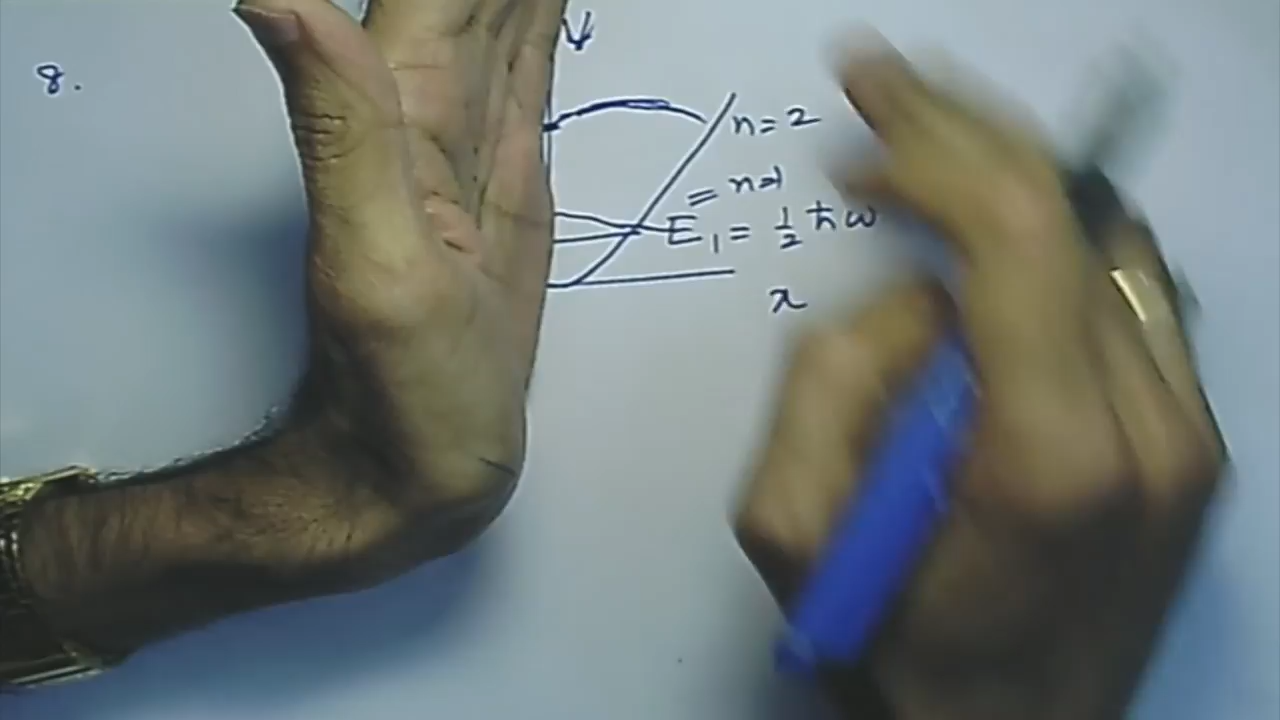 ψ
8.
n=2
= n=1
E₁ = ½ ħω
x